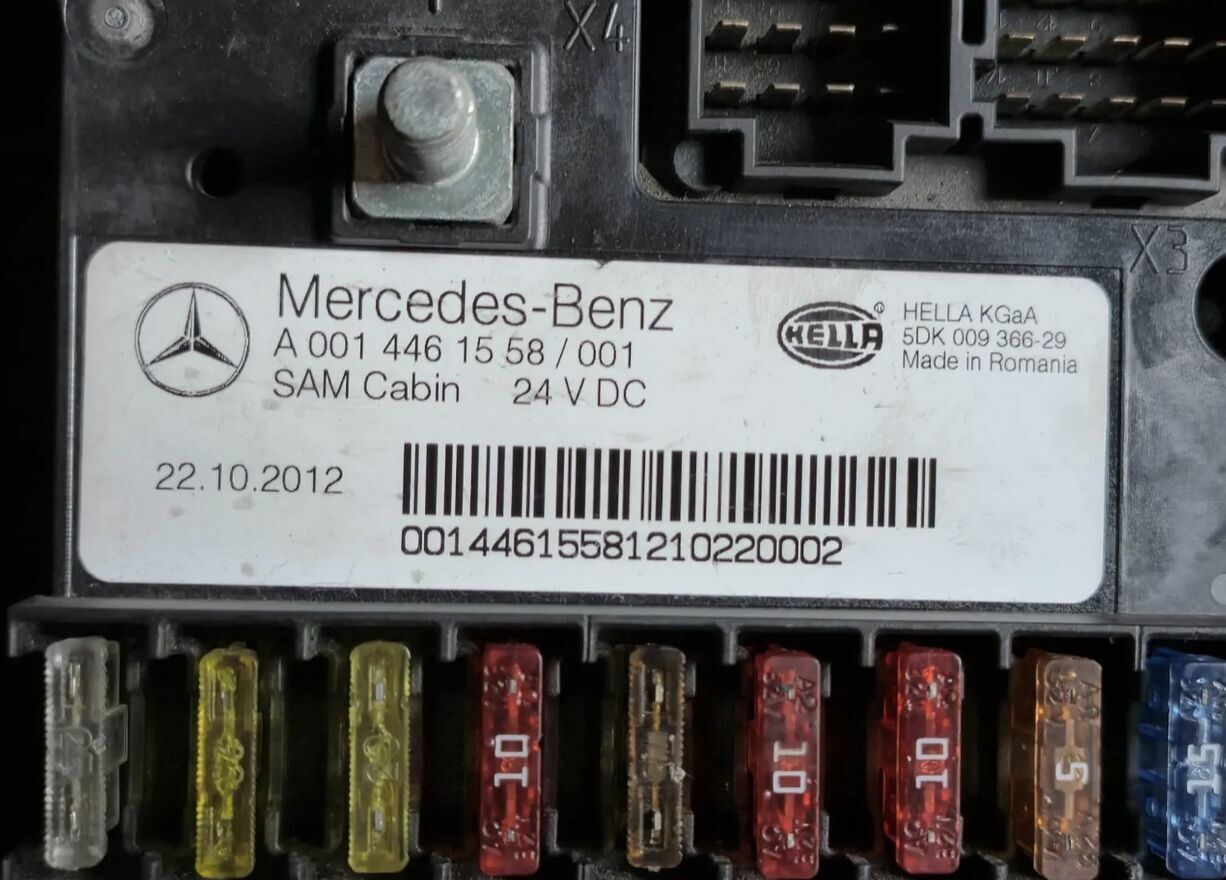 X4
X3
Mercedes-Benz
A 001 446 15 58 / 001
SAM Cabin 24 V DC
HELLA
HELLA KGaA
5DK 009 366-29
Made in Romania
22.10.2012
00144615581210220002
10
10
10
5
15